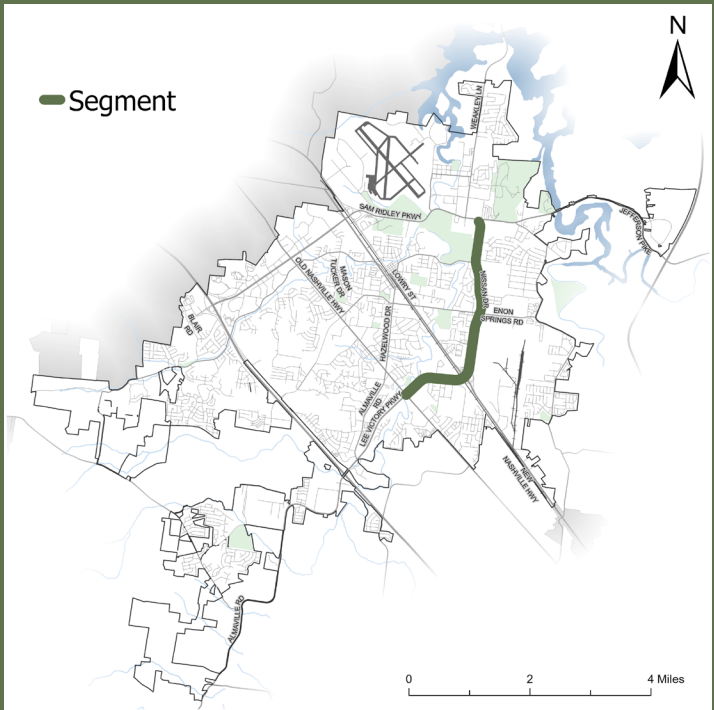 N
Segment
WEAKLEY LN
SAM RIDLEY PKWY
JEFFERSON PIKE
OLD NASHVILLE HWY
MASON
TUCKER DR
LOWRY ST
NISSAN DR
ENON
SPRINGS RD
BLAIR
RD
HAZELWOOD DR
ALMAVILLE
RD
LEE VICTORY PKWY
NEW
NASHVILLE HWY
ALMAVILLE RD
0 2 4 Miles